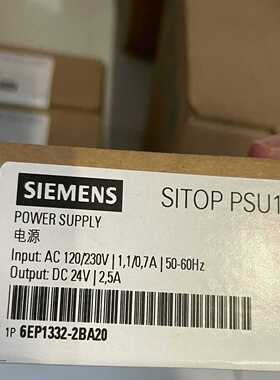 SIEMENS
SITOP PSU1
POWER SUPPLY
电源
Input: AC 120/230V | 1,1/0,7A | 50-60Hz
Output: DC 24V | 2,5A
1P 6EP1332-2BA20